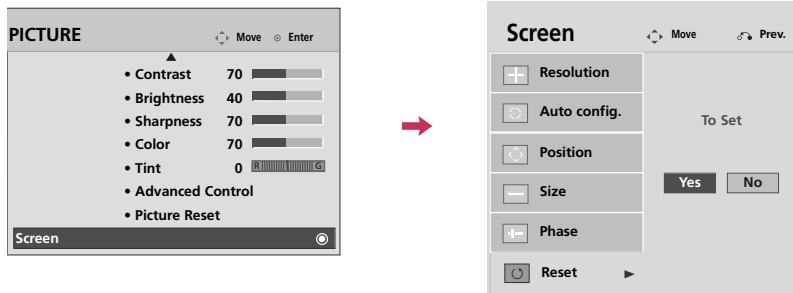 PICTURE Move Enter
• Contrast 70
• Brightness 40
• Sharpness 70
• Color 70
• Tint 0 R G
• Advanced Control
• Picture Reset
Screen
Screen Move Prev.
Resolution
Auto config.
Position
Size
Phase
Reset
To Set
Yes No